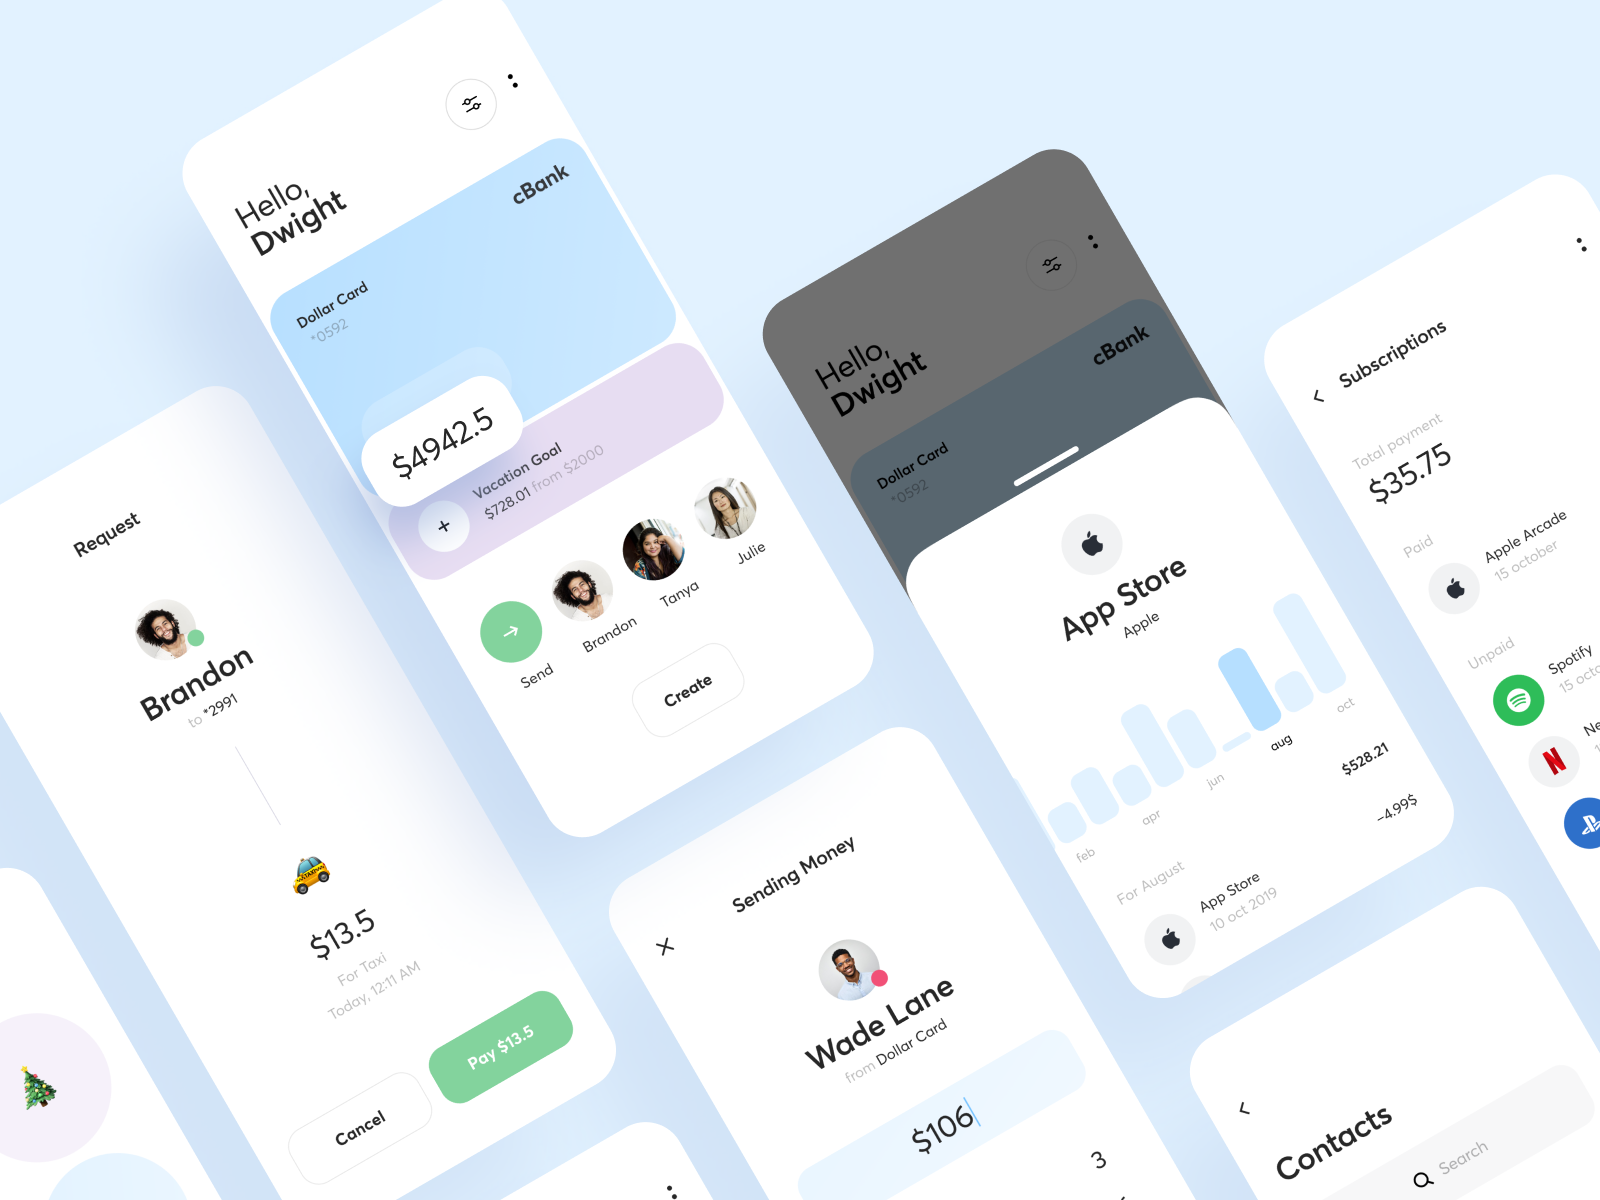 Request
Brandon
to *2991
$13.5
For Taxi
Today, 12:11 AM
Cancel
Pay $13.5
Hello,
Dwight
cBank
Dollar Card
*0592
$4942.5
Vacation Goal
$728.01 from $2000
Send
Brandon
Tanya
Julie
Create
Sending Money
Wade Lane
from Dollar Card
$106
3
Hello,
Dwight
cBank
Dollar Card
*0592
App Store
Apple
feb
apr
jun
aug
oct
$528.21
−4.99$
For August
App Store
10 oct 2019
Subscriptions
Total payment
$35.75
Paid
Apple Arcade
15 october
Unpaid
Spotify
15 octo
Ne
Contacts
Search